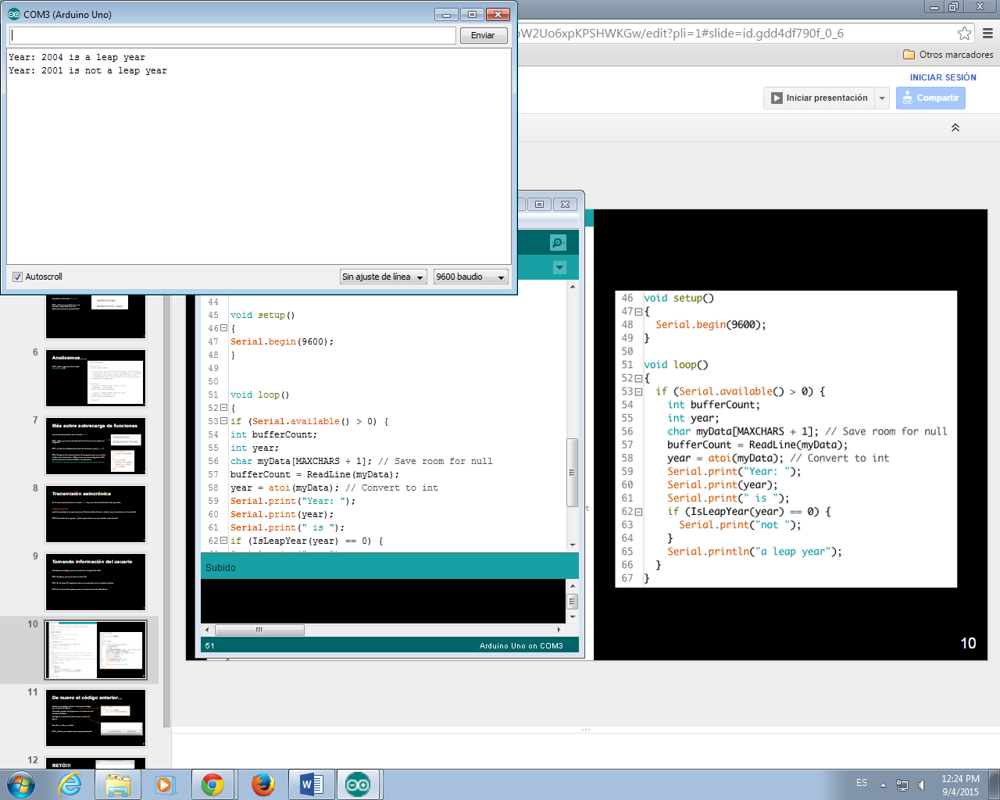 COM3 (Arduino Uno)
Enviar
Year: 2004 is a leap year
Year: 2001 is not a leap year
Autoscroll
Sin ajuste de línea
9600 baudio
W2Uo6xpKPSHWKGw/edit?pli=1#slide=id.gdd4df790f_0_6
Otros marcadores
INICIAR SESIÓN
Iniciar presentación
Compartir
44
45 void setup()
46 {
47 Serial.begin(9600);
48 }
49
50
51 void loop()
52 {
53 if (Serial.available() > 0) {
54 int bufferCount;
55 int year;
56 char myData[MAXCHARS + 1]; // Save room for null
57 bufferCount = ReadLine(myData);
58 year = atoi(myData); // Convert to int
59 Serial.print("Year: ");
60 Serial.print(year);
61 Serial.print(" is ");
62 if (IsLeapYear(year) == 0) {
Subido
51
Arduino Uno on COM3
46 void setup()
47 {
48 Serial.begin(9600);
49 }
50
51 void loop()
52 {
53 if (Serial.available() > 0) {
54 int bufferCount;
55 int year;
56 char myData[MAXCHARS + 1]; // Save room for null
57 bufferCount = ReadLine(myData);
58 year = atoi(myData); // Convert to int
59 Serial.print("Year: ");
60 Serial.print(year);
61 Serial.print(" is ");
62 if (IsLeapYear(year) == 0) {
63 Serial.print("not ");
64 }
65 Serial.println("a leap year");
66 }
67 }
10
6
Analicemos....
7
Más sobre sobrecarga de funciones
8
Transmisión asincrónica
9
Tomando información del usuario
10
11
De nuevo el código anterior...
12
RETO!!!
ES
12:24 PM
9/4/2015